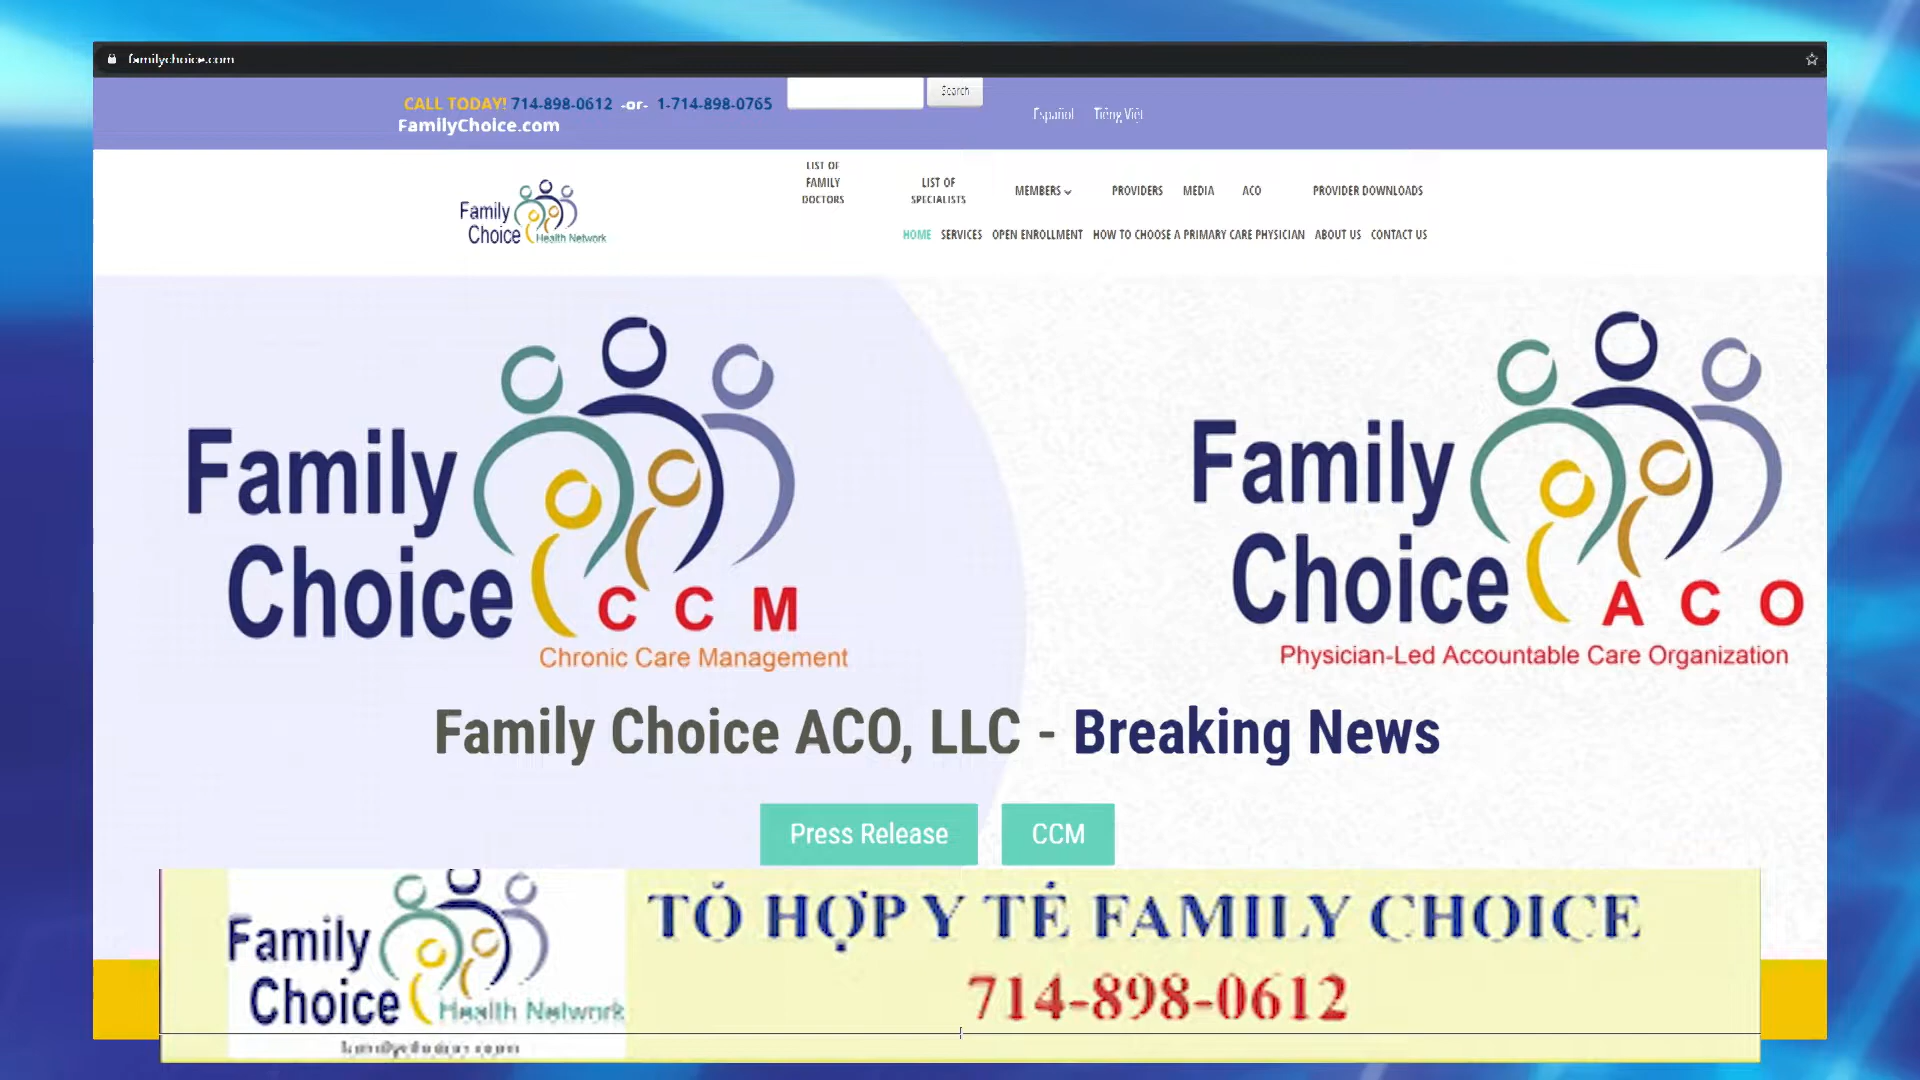 familychoice.com
CALL TODAY! 714-898-0612 -or- 1-714-898-0765
FamilyChoice.com
Search
Español Tiếng Việt
Family
Choice Health Network
LIST OF
FAMILY
DOCTORS
LIST OF
SPECIALISTS
MEMBERS
PROVIDERS
MEDIA
ACO
PROVIDER DOWNLOADS
HOME SERVICES OPEN ENROLLMENT HOW TO CHOOSE A PRIMARY CARE PHYSICIAN ABOUT US CONTACT US
Family
Choice
CCM
Chronic Care Management
Family
Choice
ACO
Physician-Led Accountable Care Organization
Family Choice ACO, LLC - Breaking News
Press Release
CCM
Family
Choice Health Network
familychoice.com
TỔ HỢP Y TẾ FAMILY CHOICE
714-898-0612